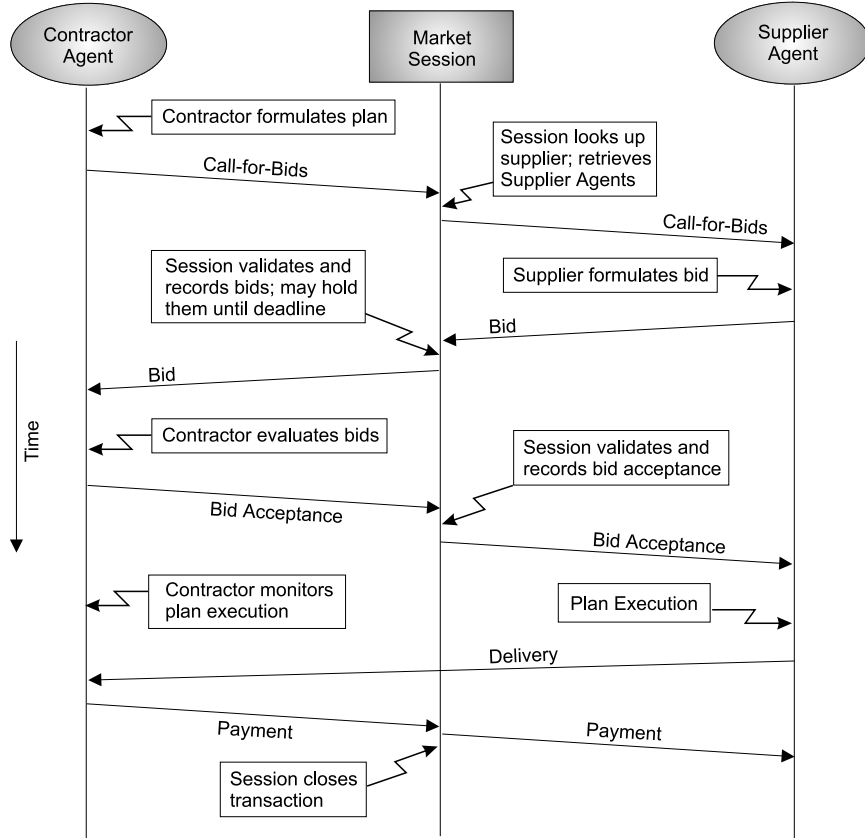 Contractor
Agent
Market
Session
Supplier
Agent
Contractor formulates plan
Session looks up
supplier; retrieves
Supplier Agents
Call-for-Bids
Call-for-Bids
Session validates and
records bids; may hold
them until deadline
Supplier formulates bid
Bid
Bid
Time
Contractor evaluates bids
Session validates and
records bid acceptance
Bid Acceptance
Bid Acceptance
Contractor monitors
plan execution
Plan Execution
Delivery
Payment
Payment
Session closes
transaction